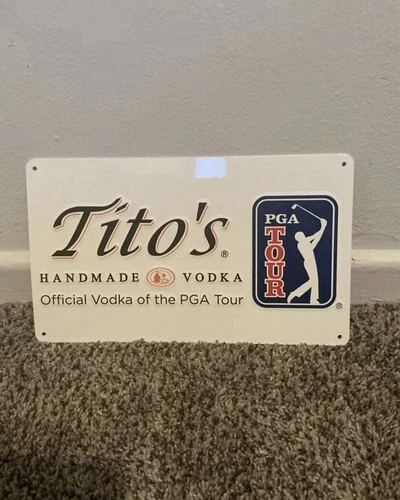 Tito's®
HANDMADE VODKA
Official Vodka of the PGA Tour
PGA
TOUR
®